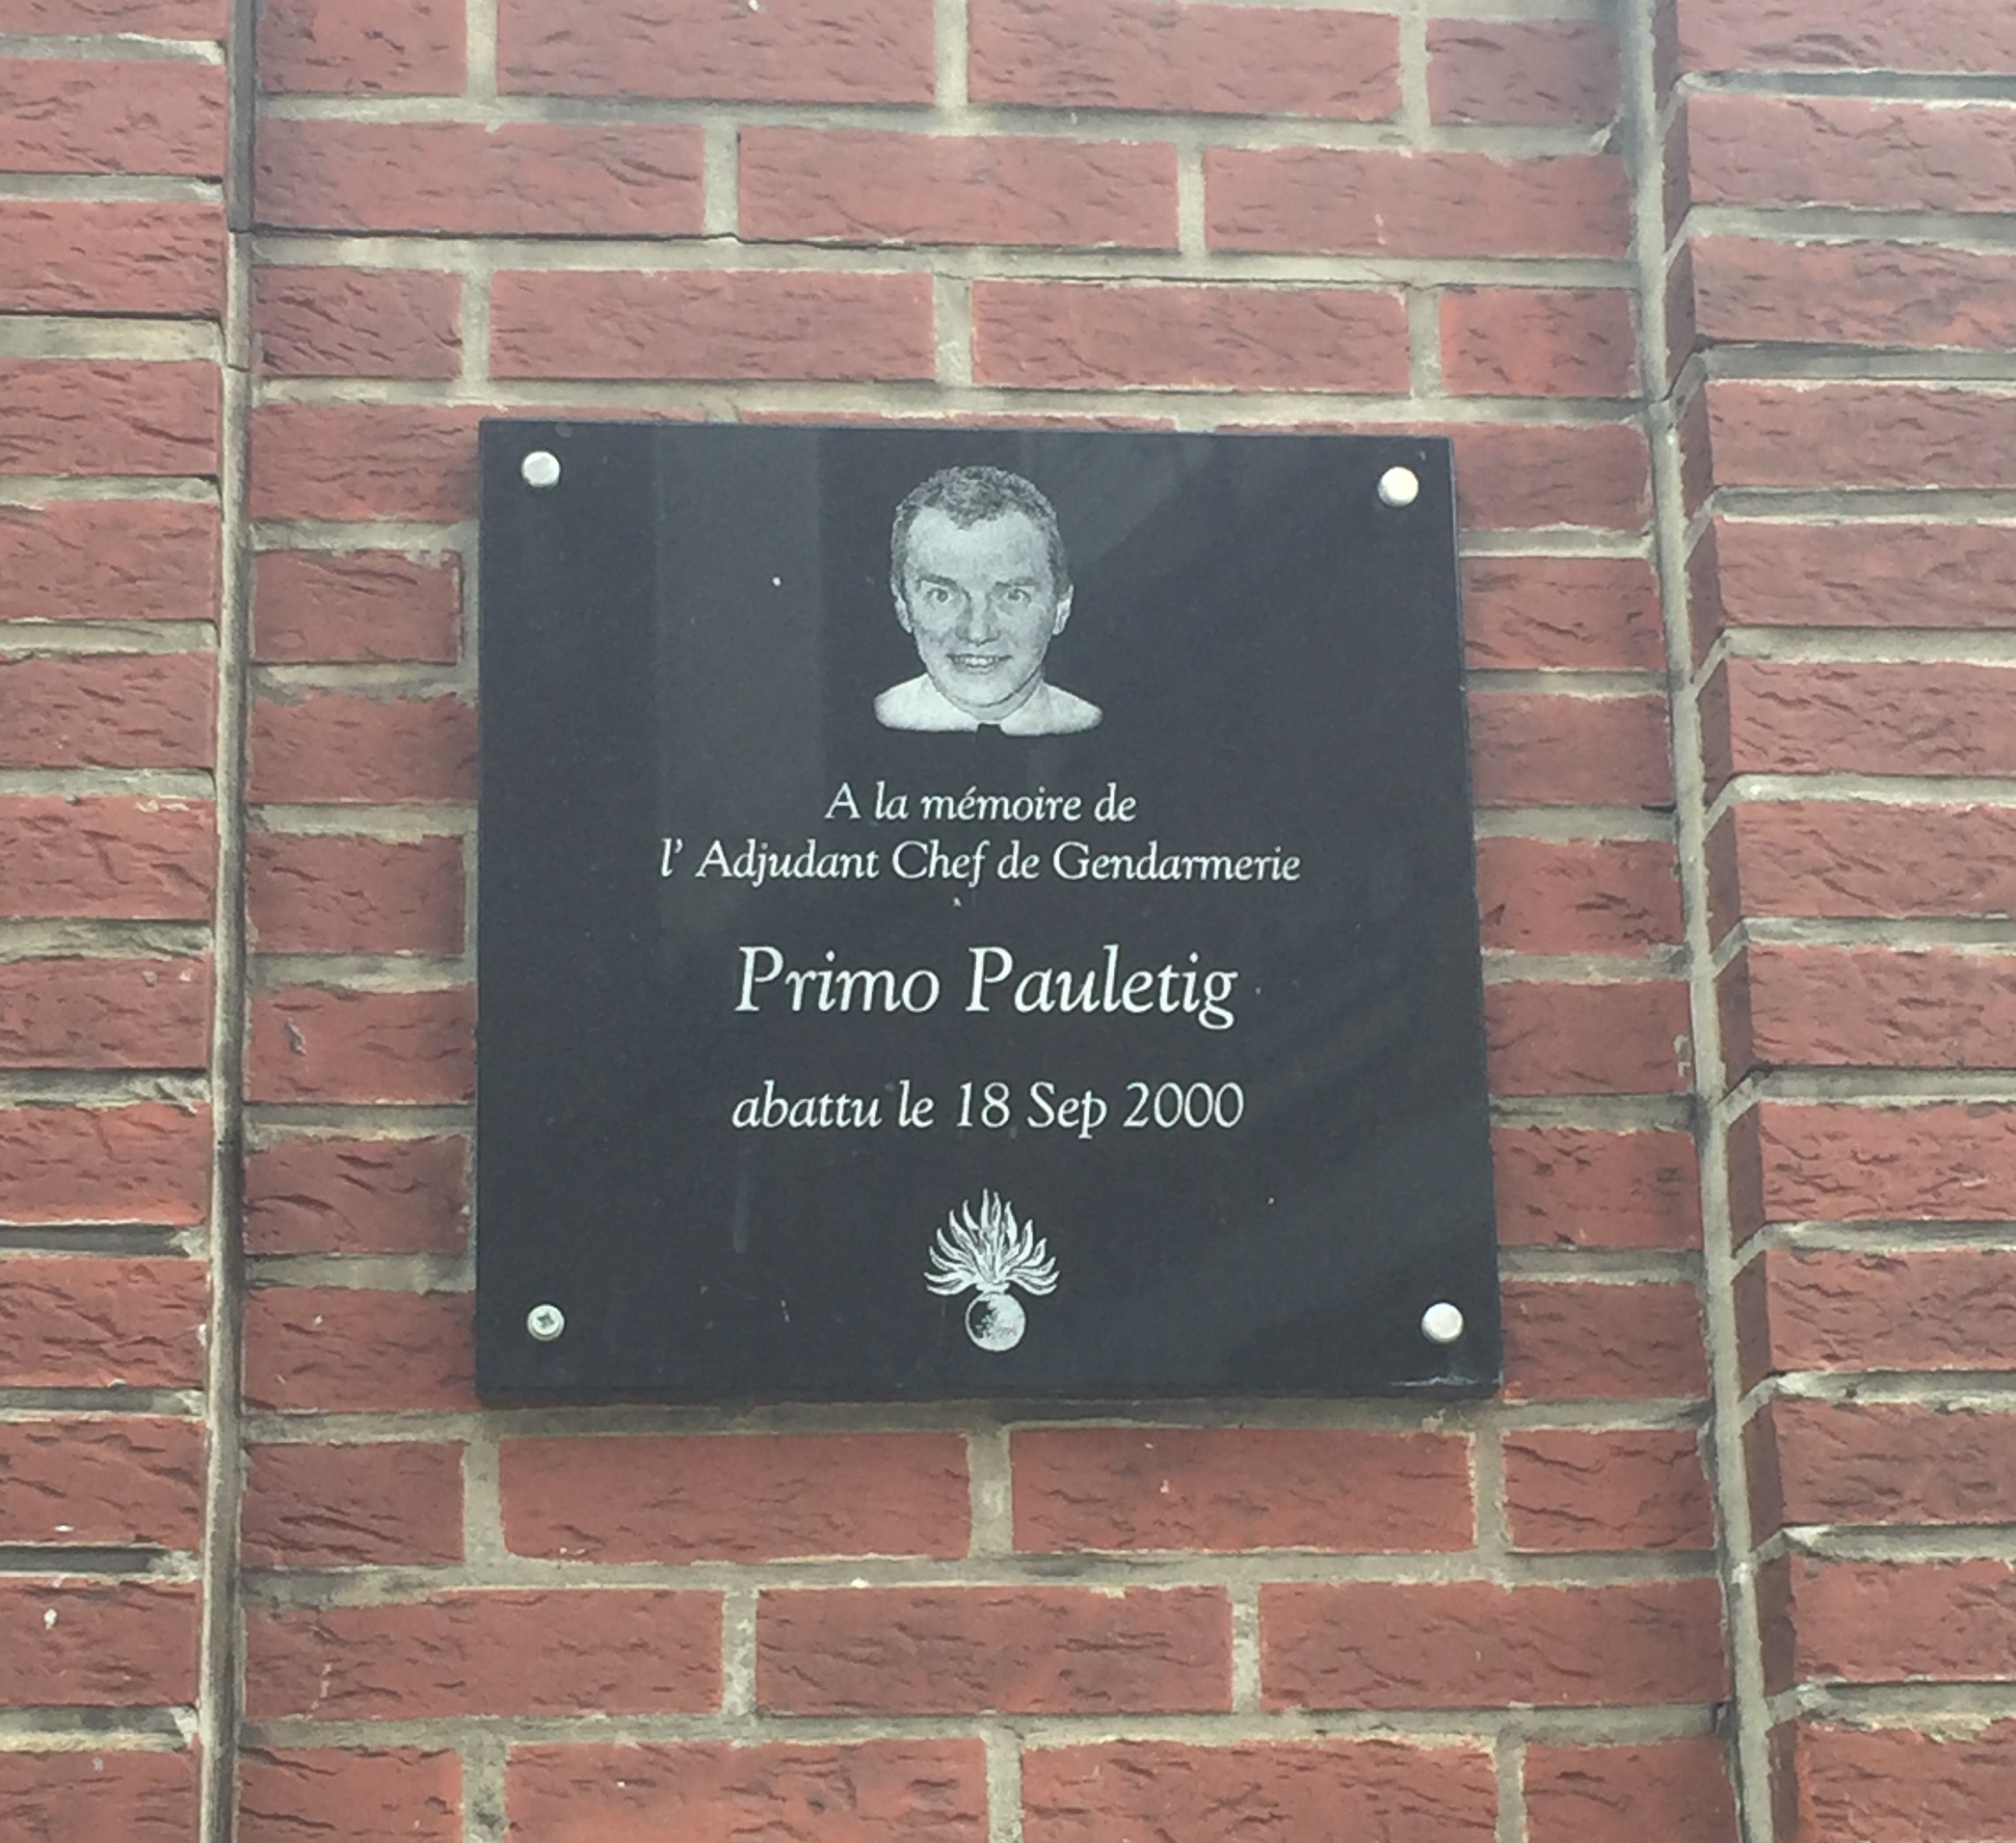 A la mémoire de
l' Adjudant Chef de Gendarmerie
Primo Pauletig
abattu le 18 Sep 2000